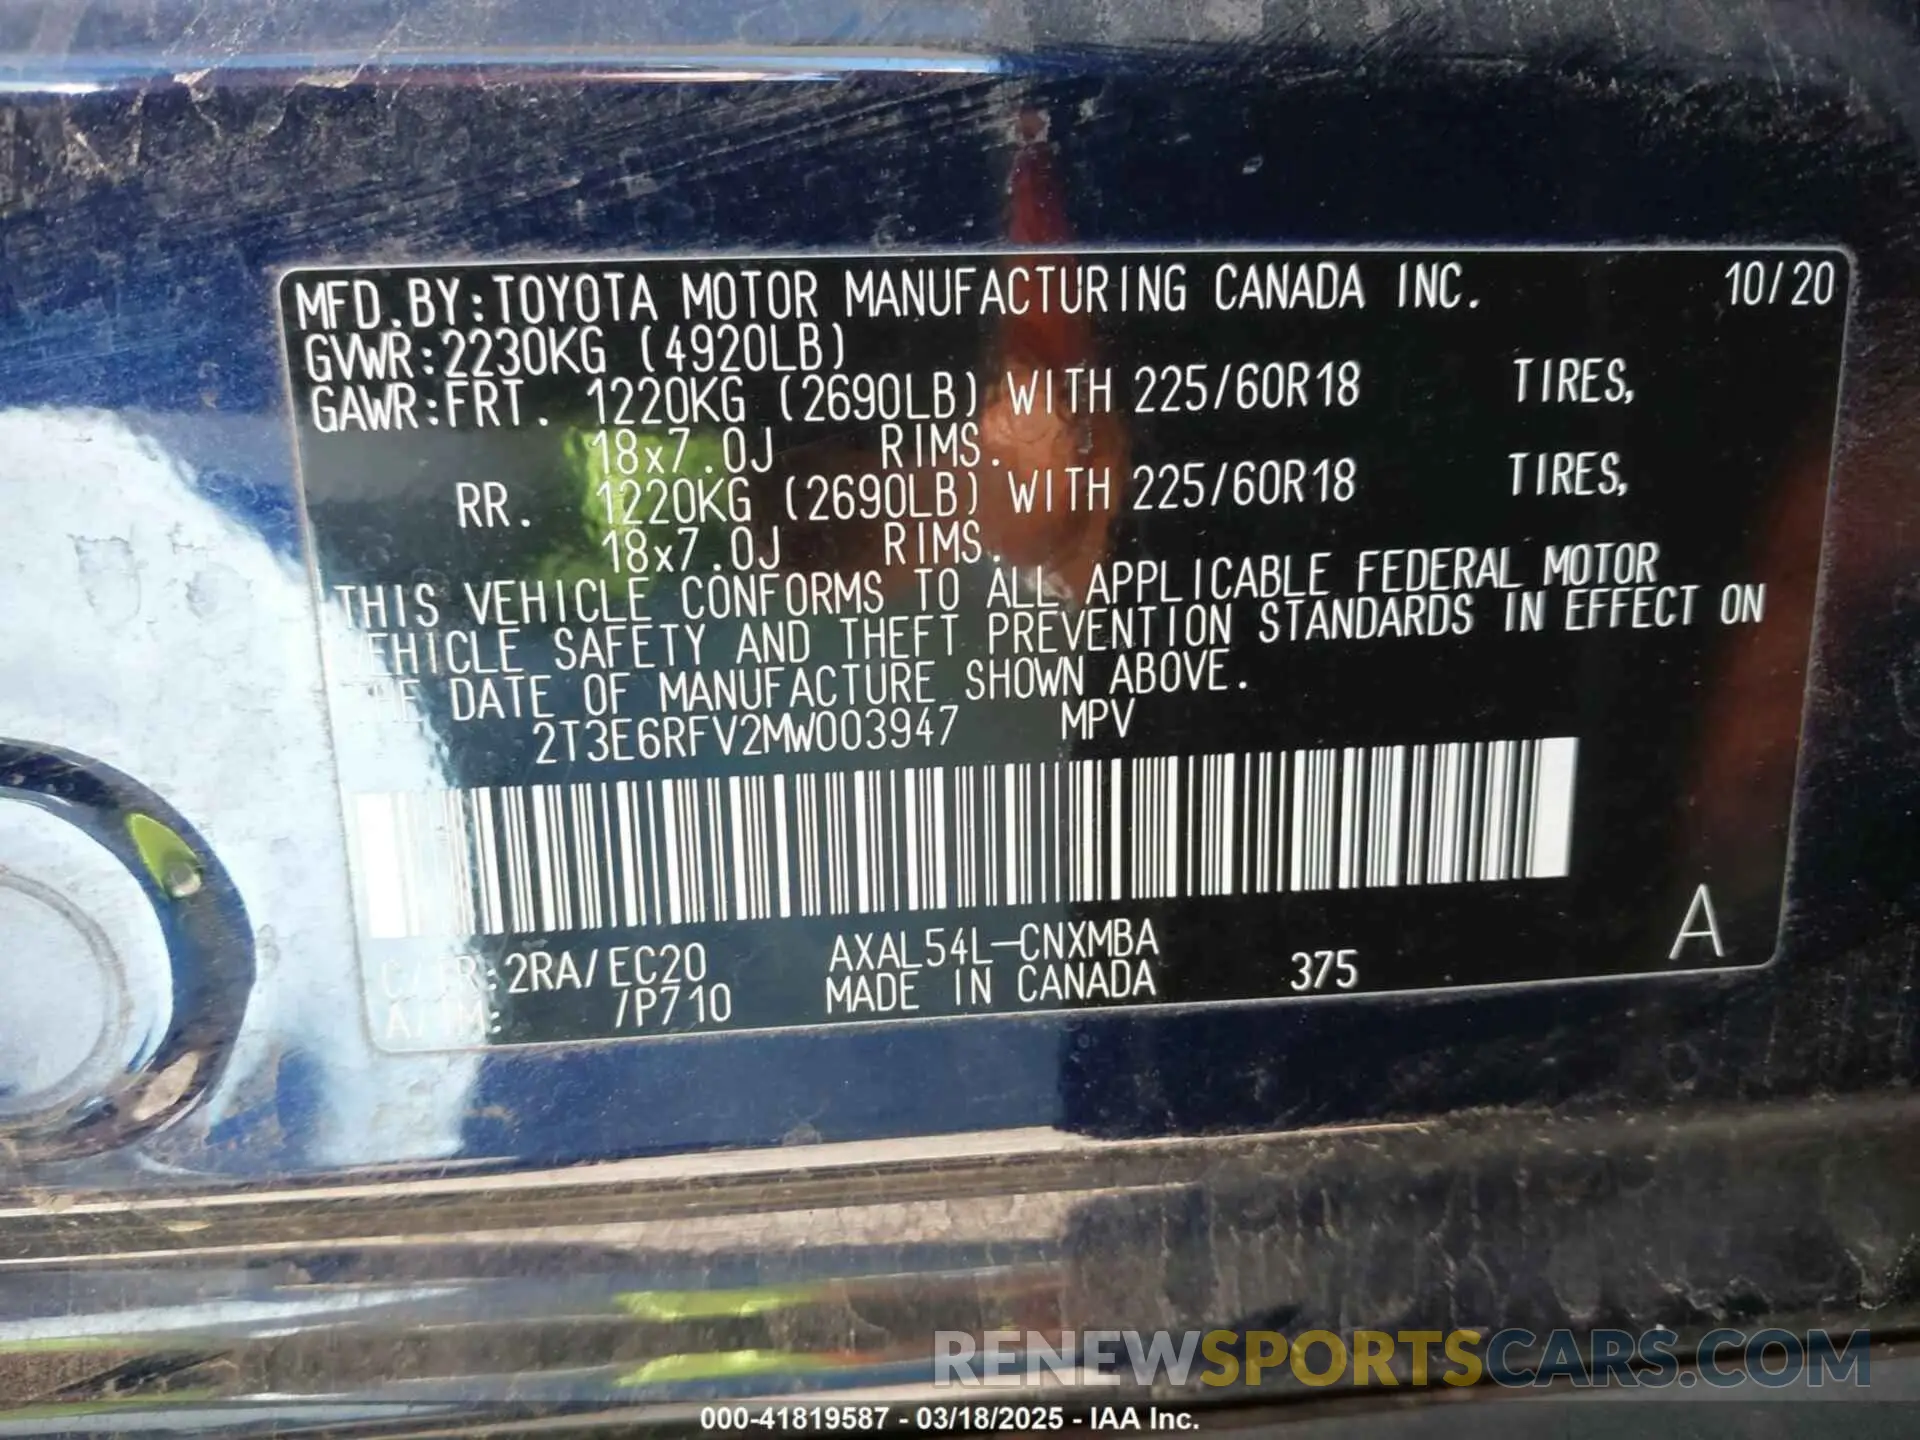 MFD.BY:TOYOTA MOTOR MANUFACTURING CANADA INC. 10/20
GVWR:2230KG (4920LB)
GAWR:FRT. 1220KG (2690LB) WITH 225/60R18 TIRES,
18x7.0J RIMS.
RR. 1220KG (2690LB) WITH 225/60R18 TIRES,
18x7.0J RIMS.
THIS VEHICLE CONFORMS TO ALL APPLICABLE FEDERAL MOTOR
VEHICLE SAFETY AND THEFT PREVENTION STANDARDS IN EFFECT ON
THE DATE OF MANUFACTURE SHOWN ABOVE.
2T3E6RFV2MW003947 MPV
C/TR:2RA/EC20 AXAL54L-CNXMBA 375 A
A/TM: /P710 MADE IN CANADA
RENEWSPORTSCARS.COM
000-41819587 - 03/18/2025 - IAA Inc.